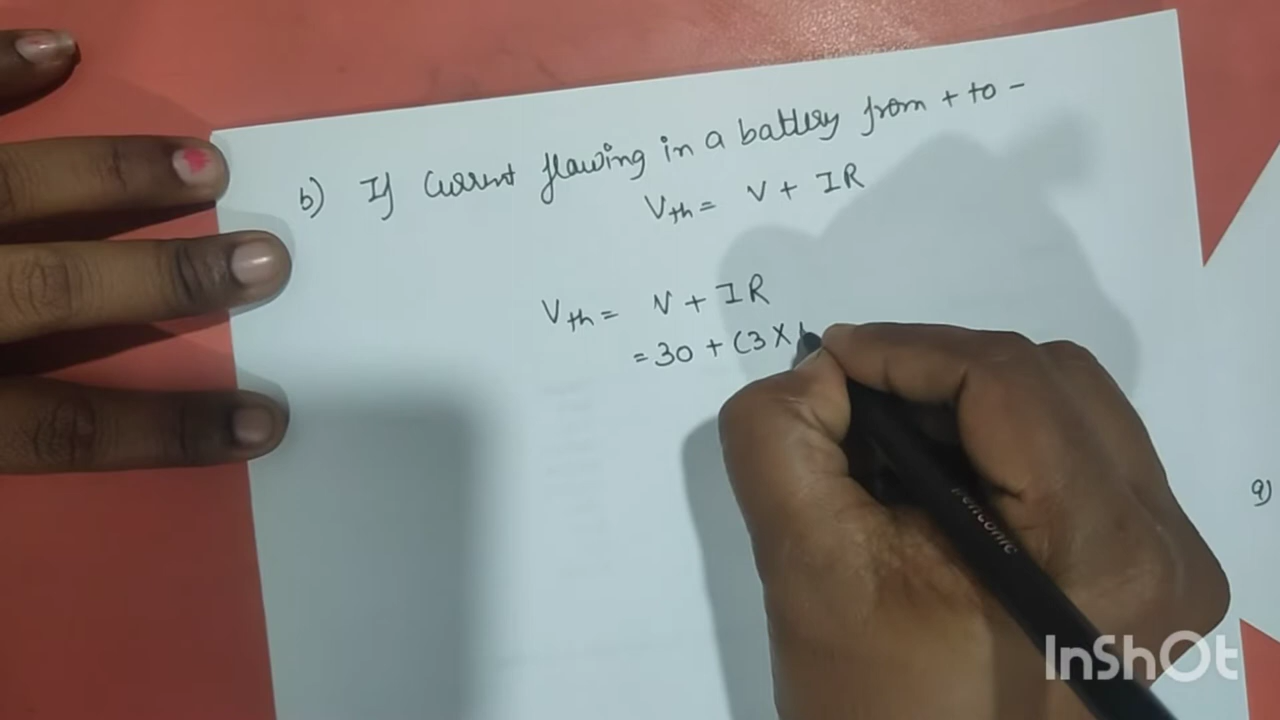 b) If Current flowing in a battery from + to -
Vth = V + IR
Vth = V + IR
= 30 + (3 X
9)
InShOt